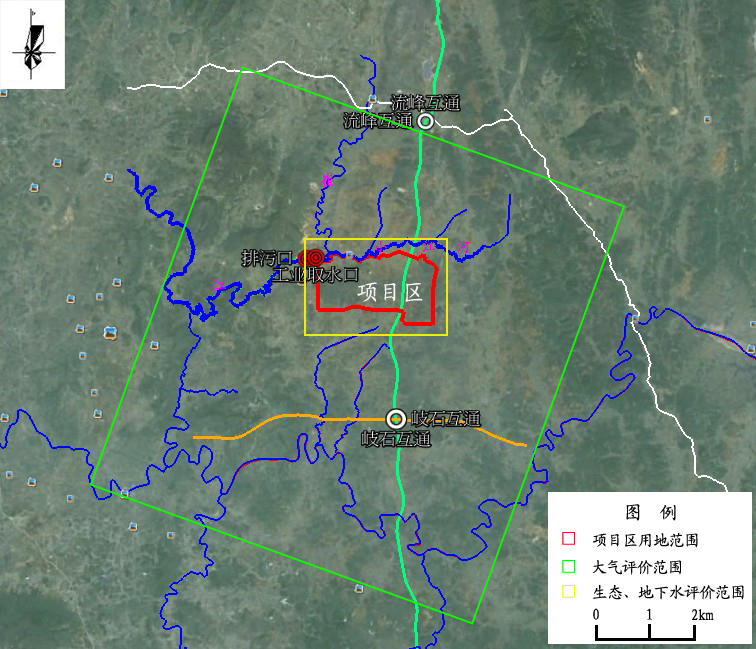 流峰互通
流峰互通
排污口
工业取水口
项目区
岐石互通
岐石互通
图 例
项目区用地范围
大气评价范围
生态、地下水评价范围
0 1 2km